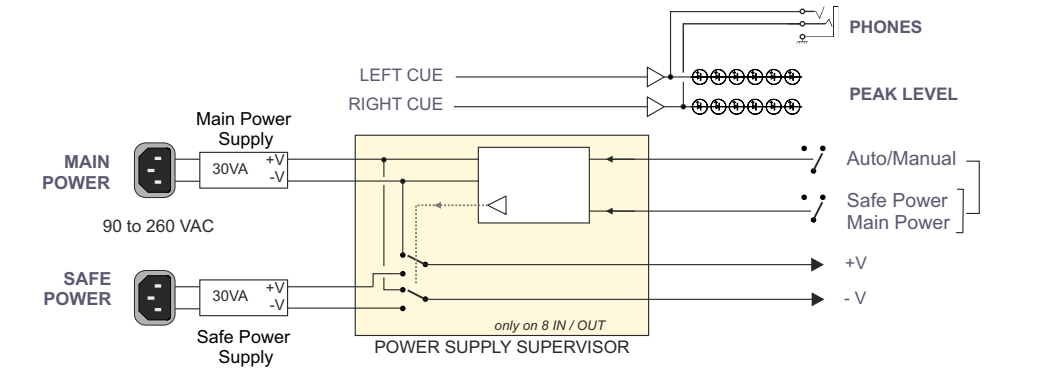 PHONES
LEFT CUE
RIGHT CUE
PEAK LEVEL
Main Power
Supply
MAIN
POWER
30VA
+V
-V
90 to 260 VAC
Auto/Manual
Safe Power
Main Power
SAFE
POWER
30VA
+V
-V
Safe Power
Supply
+V
- V
only on 8 IN / OUT
POWER SUPPLY SUPERVISOR